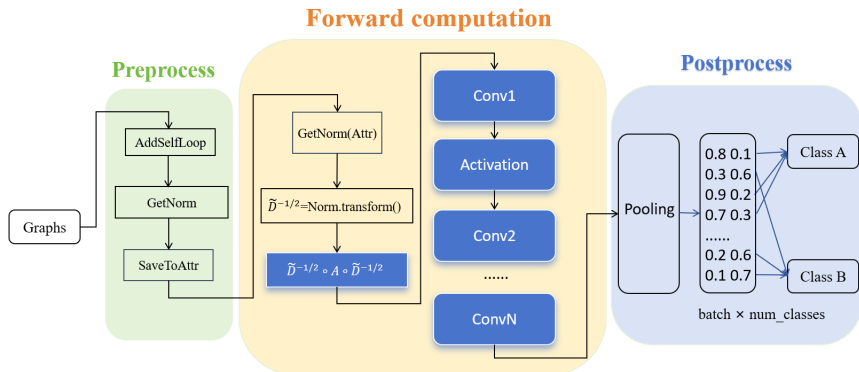 Forward computation
Preprocess
Postprocess
Graphs
AddSelfLoop
GetNorm
SaveToAttr
GetNorm(Attr)
D̃⁻¹/²=Norm.transform()
D̃⁻¹/² ∘ A ∘ D̃⁻¹/²
Conv1
Activation
Conv2
......
ConvN
Pooling
0.8 0.1
0.3 0.6
0.9 0.2
0.7 0.3
......
0.2 0.6
0.1 0.7
batch × num_classes
Class A
Class B